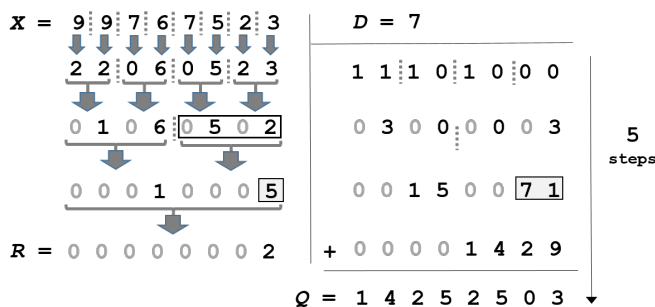 X = 9 9 7 6 7 5 2 3
D = 7
2 2 0 6 0 5 2 3
1 1 1 0 1 0 0 0
0 1 0 6 0 5 0 2
0 3 0 0 0 0 0 3
5
steps
0 0 0 1 0 0 0 5
0 0 1 5 0 0 7 1
R = 0 0 0 0 0 0 0 2
+ 0 0 0 0 1 4 2 9
Q = 1 4 2 5 2 5 0 3